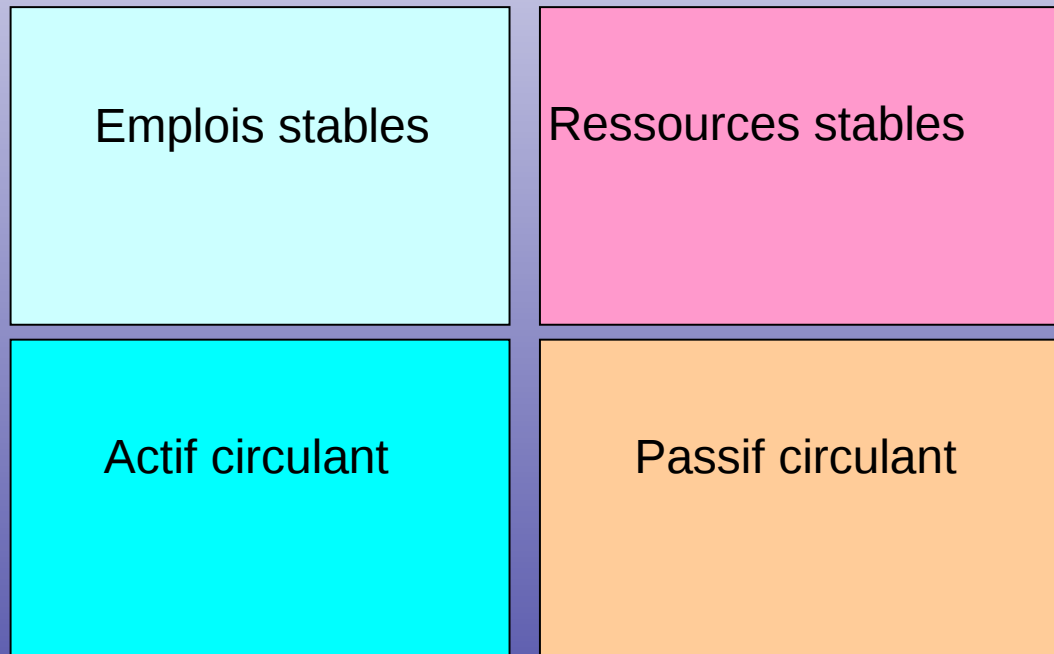 Emplois stables
Ressources stables
Actif circulant
Passif circulant